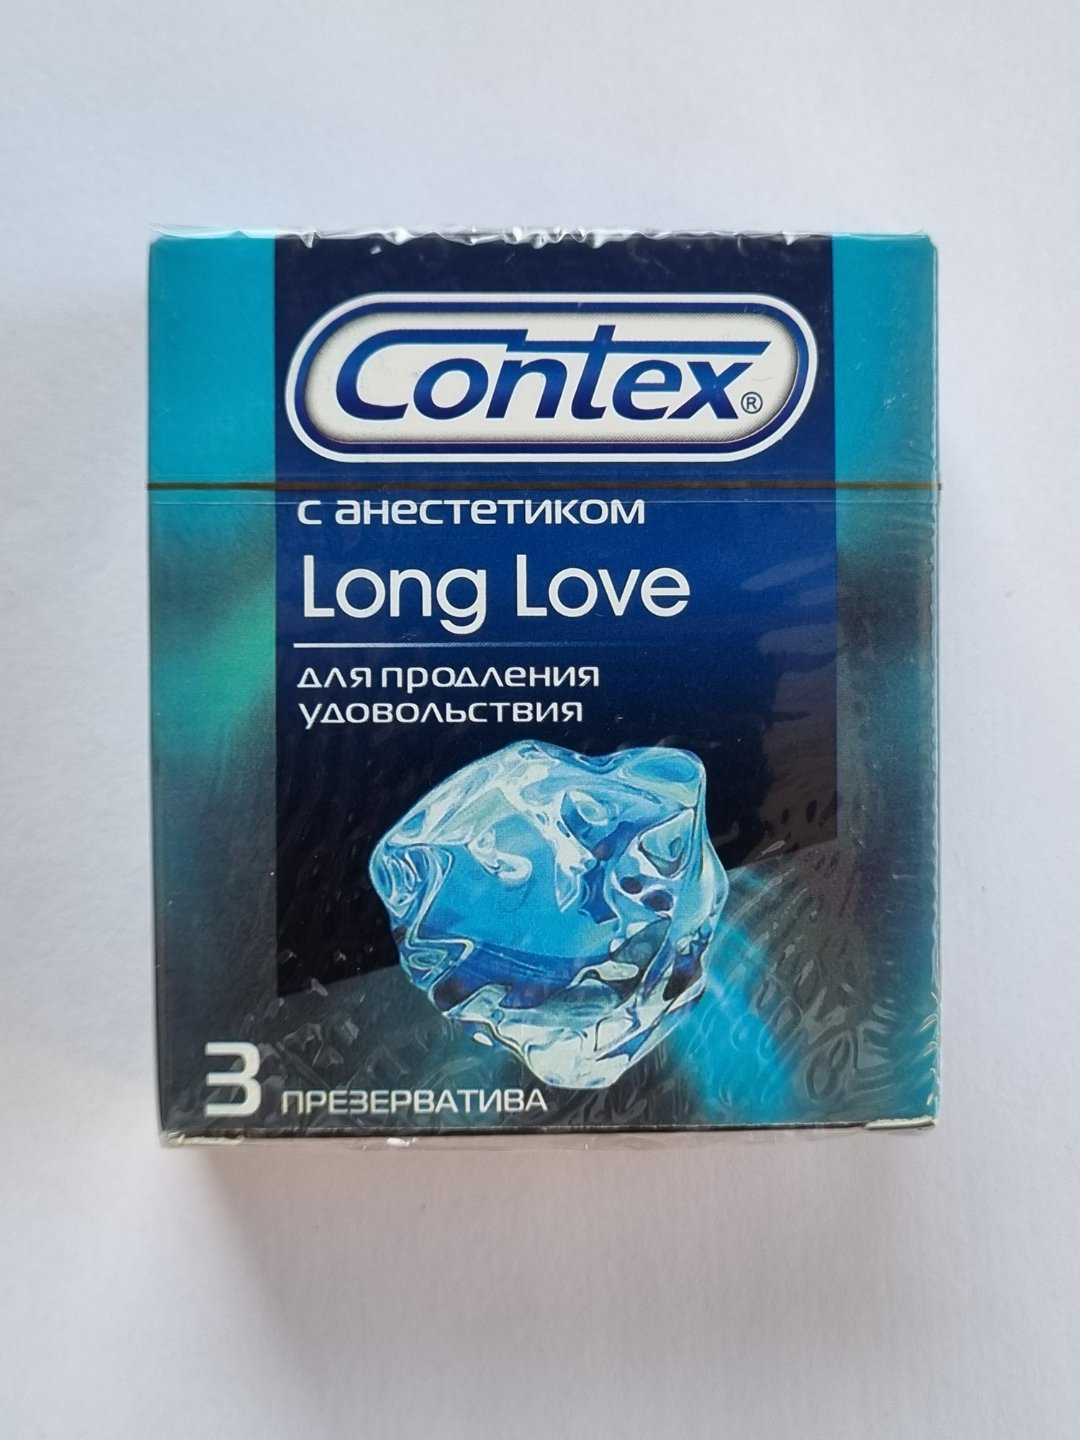 Contex®
с анестетиком
Long Love
для продления
удовольствия
3 ПРЕЗЕРВАТИВА